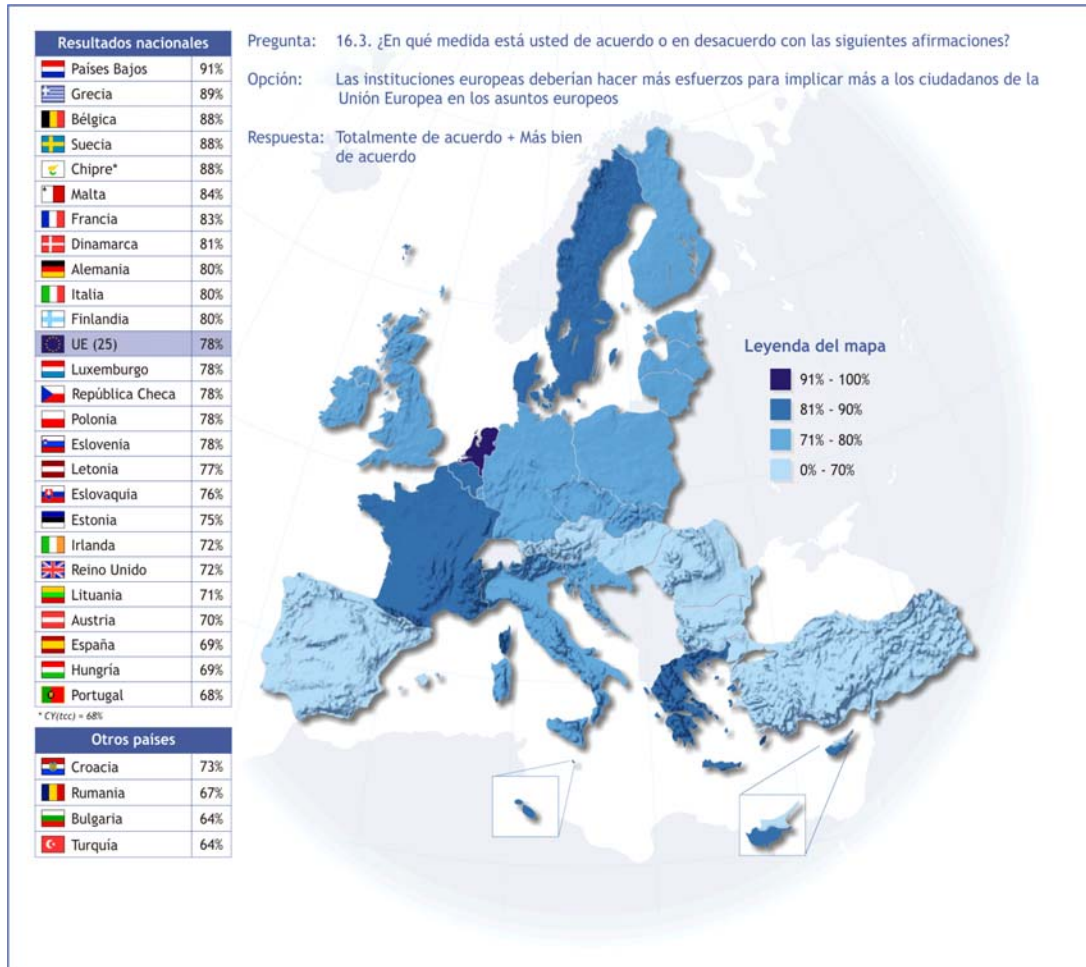 Resultados nacionales
Países Bajos 91%
Grecia 89%
Bélgica 88%
Suecia 88%
Chipre* 88%
Malta 84%
Francia 83%
Dinamarca 81%
Alemania 80%
Italia 80%
Finlandia 80%
UE (25) 78%
Luxemburgo 78%
República Checa 78%
Polonia 78%
Eslovenia 78%
Letonia 77%
Eslovaquia 76%
Estonia 75%
Irlanda 72%
Reino Unido 72%
Lituania 71%
Austria 70%
España 69%
Hungría 69%
Portugal 68%
* CY(tcc) = 68%
Otros países
Croacia 73%
Rumania 67%
Bulgaria 64%
Turquía 64%
Pregunta: 16.3. ¿En qué medida está usted de acuerdo o en desacuerdo con las siguientes afirmaciones?
Opción: Las instituciones europeas deberían hacer más esfuerzos para implicar más a los ciudadanos de la
Unión Europea en los asuntos europeos
Respuesta: Totalmente de acuerdo + Más bien
de acuerdo
Leyenda del mapa
91% - 100%
81% - 90%
71% - 80%
0% - 70%